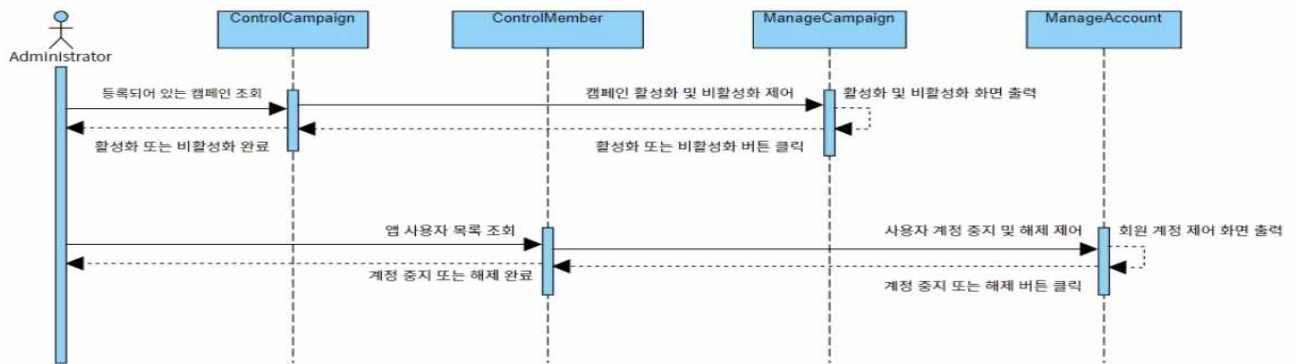 ControlCampaign
ControlMember
ManageCampaign
ManageAccount
Administrator
등록되어 있는 캠페인 조회
캠페인 활성화 및 비활성화 제어
활성화 및 비활성화 화면 출력
활성화 또는 비활성화 완료
활성화 또는 비활성화 버튼 클릭
앱 사용자 목록 조회
사용자 계정 중지 및 해제 제어
회원 계정 제어 화면 출력
계정 중지 또는 해제 완료
계정 중지 또는 해제 버튼 클릭